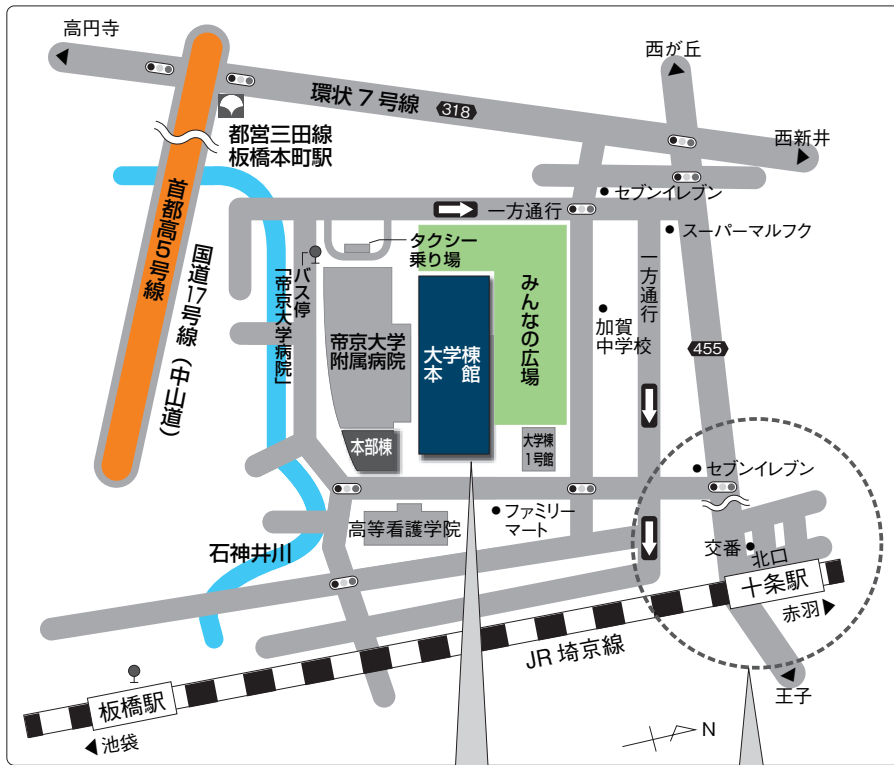 高円寺
西が丘
環状7号線
318
西新井
都営三田線
板橋本町駅
セブンイレブン
一方通行
スーパーマルフク
タクシー
乗り場
首都高5号線
国道17号線(中山道)
バス停
「帝京大学病院」
みんなの広場
一方通行
帝京大学
附属病院
大学棟
本館
加賀
中学校
455
本部棟
大学棟
1号館
セブンイレブン
ファミリー
マート
高等看護学院
石神井川
交番
北口
十条駅
赤羽
JR埼京線
板橋駅
王子
池袋
N